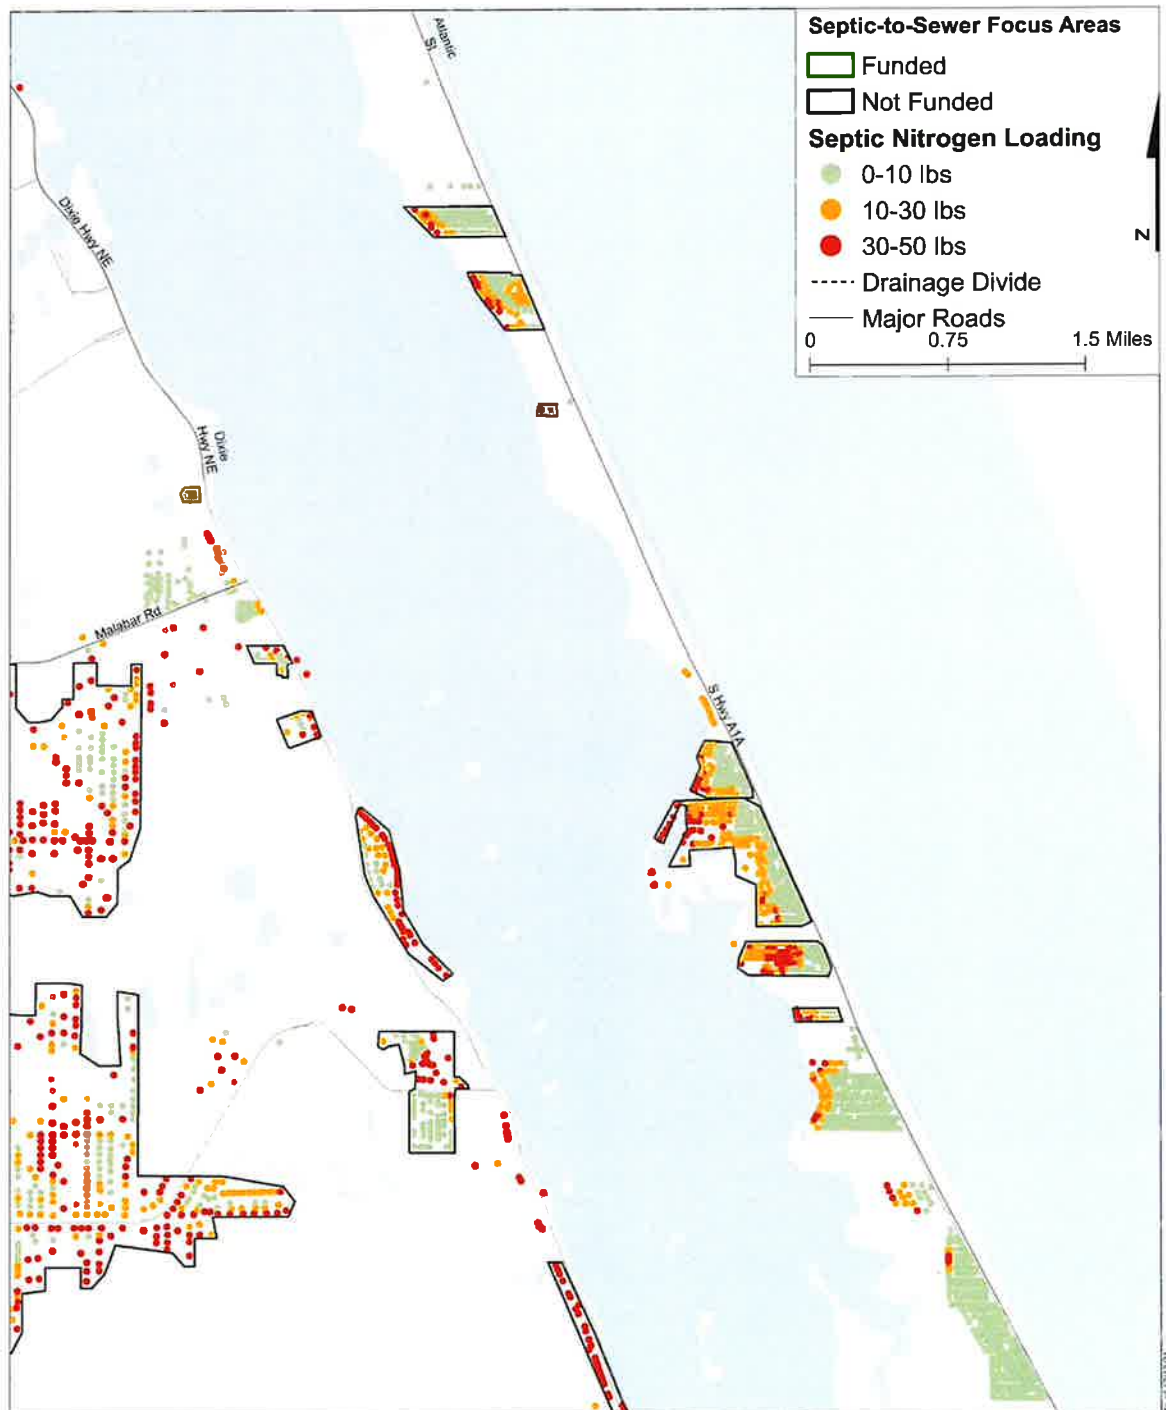 Septic-to-Sewer Focus Areas
Funded
Not Funded
Septic Nitrogen Loading
0-10 lbs
10-30 lbs
30-50 lbs
Drainage Divide
Major Roads
0 0.75 1.5 Miles
N
Atlantic
St
Dixie Hwy NE
Dixie
Hwy NE
Malabar Rd
S Hwy A1A